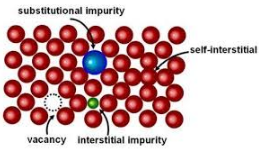 substitutional impurity
self-interstitial
vacancy
interstitial impurity